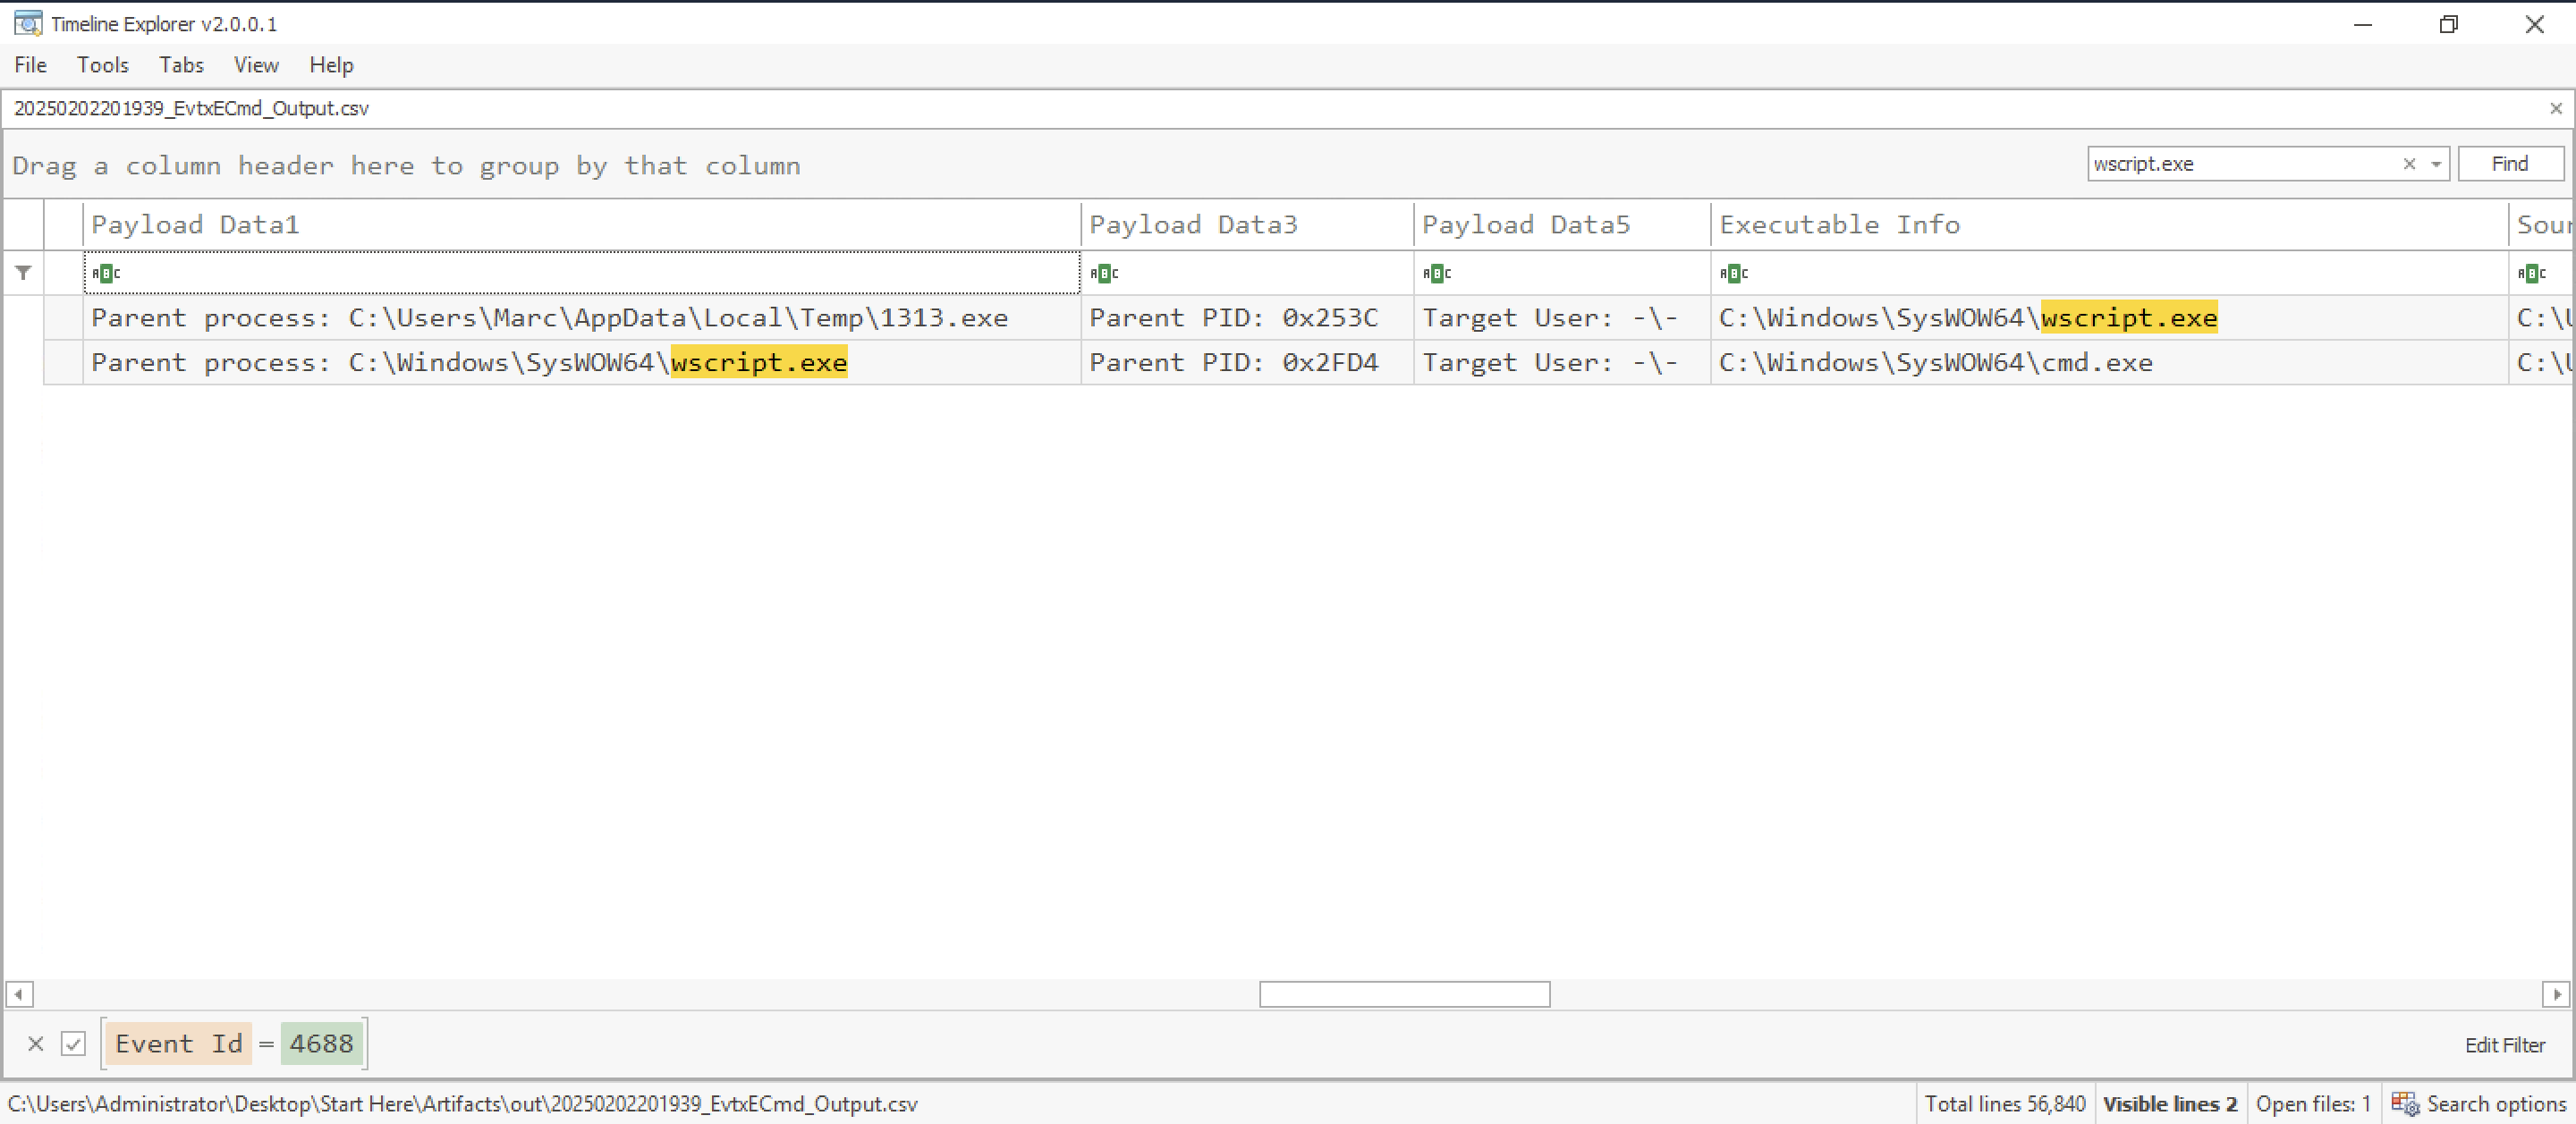 Timeline Explorer v2.0.0.1
File Tools Tabs View Help
20250202201939_EvtxECmd_Output.csv
Drag a column header here to group by that column
wscript.exe Find
Payload Data1 Payload Data3 Payload Data5 Executable Info Sour
Parent process: C:\Users\Marc\AppData\Local\Temp\1313.exe Parent PID: 0x253C Target User: -\- C:\Windows\SysWOW64\wscript.exe C:\U
Parent process: C:\Windows\SysWOW64\wscript.exe Parent PID: 0x2FD4 Target User: -\- C:\Windows\SysWOW64\cmd.exe C:\U
Event Id = 4688 Edit Filter
C:\Users\Administrator\Desktop\Start Here\Artifacts\out\20250202201939_EvtxECmd_Output.csv Total lines 56,840 Visible lines 2 Open files: 1 Search options